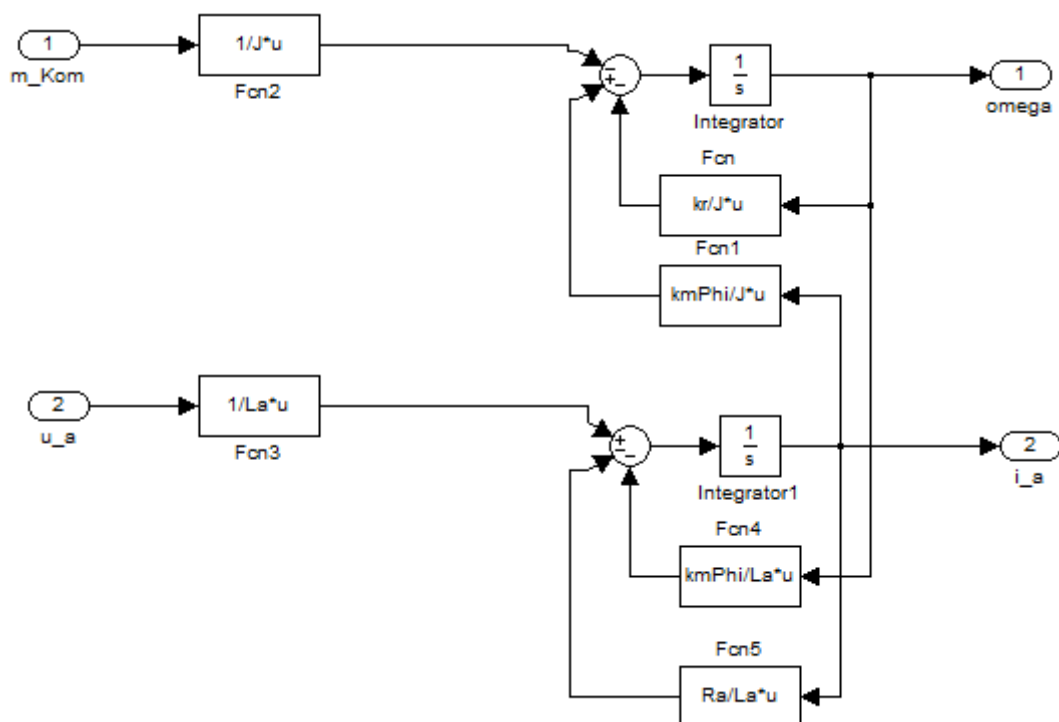 1
m_Kom
1/J*u
Fcn2
−
+
−
1
s
Integrator
1
omega
Fcn
kr/J*u
Fcn1
kmPhi/J*u
2
u_a
1/La*u
Fcn3
+
−
−
1
s
Integrator1
2
i_a
Fcn4
kmPhi/La*u
Fcn5
Ra/La*u